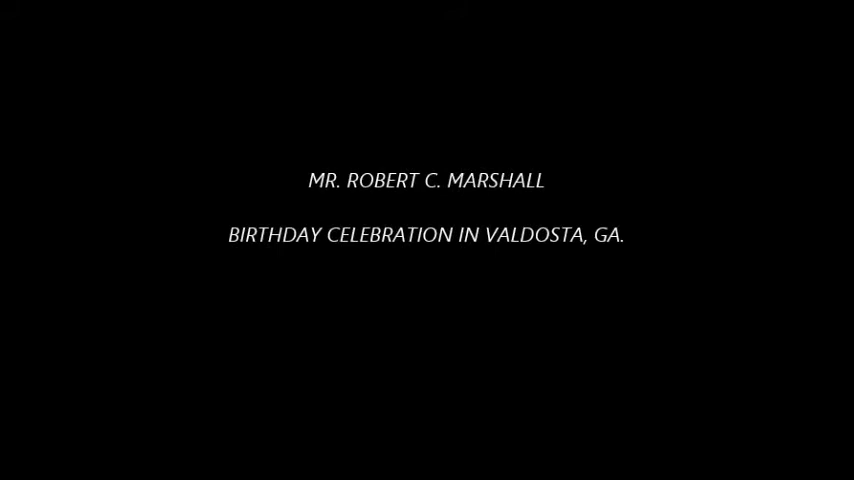 MR. ROBERT C. MARSHALL
BIRTHDAY CELEBRATION IN VALDOSTA, GA.